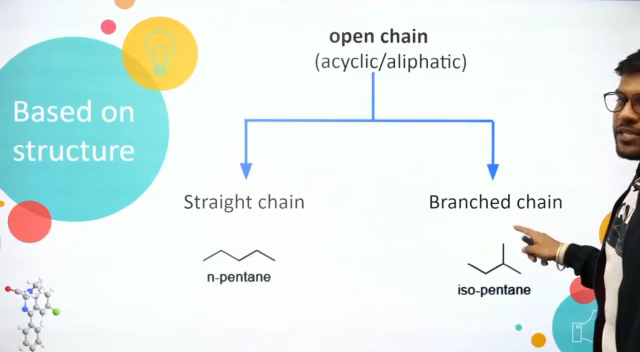 Based on
structure
open chain
(acyclic/aliphatic)
Straight chain
Branched chain
n-pentane
iso-pentane